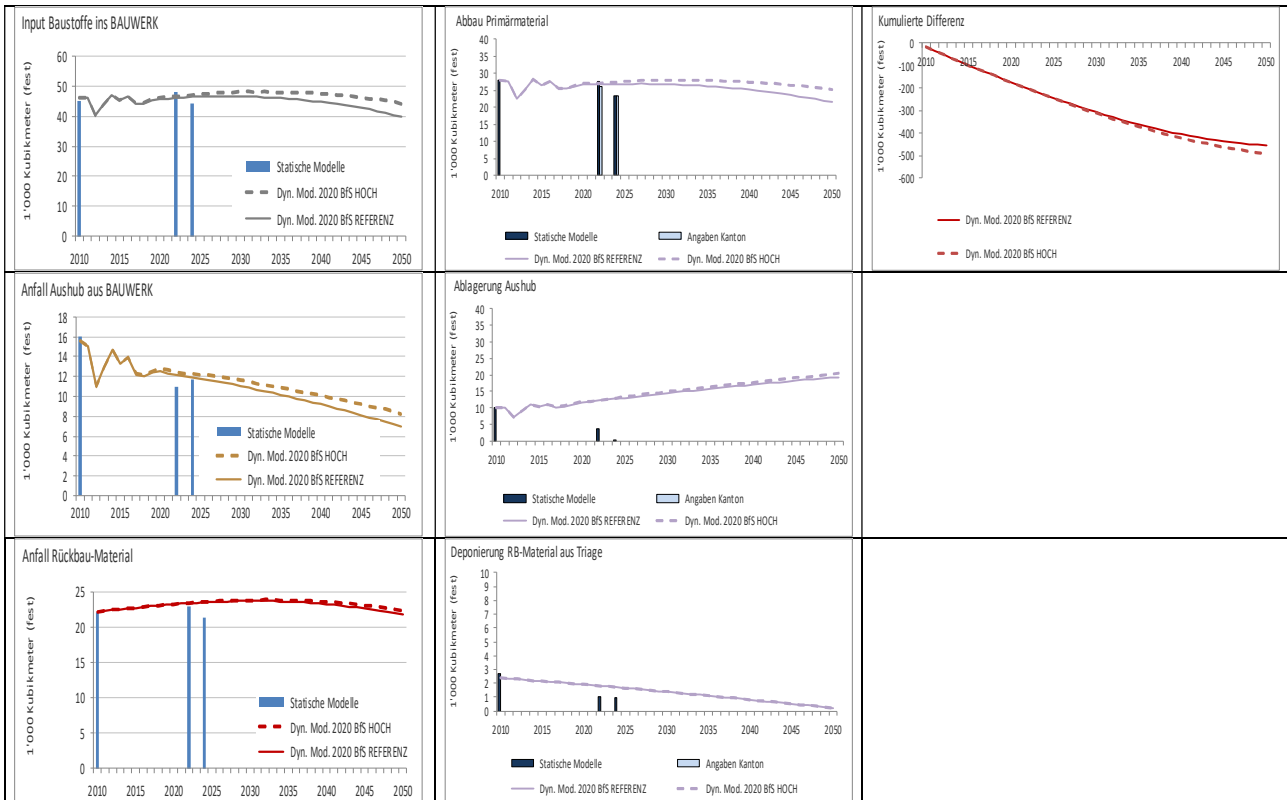 Input Baustoffe ins BAUWERK
1'000 Kubikmeter (fest)
60
50
40
30
20
10
0
Statische Modelle
Dyn. Mod. 2020 BfS HOCH
Dyn. Mod. 2020 BfS REFERENZ
2010 2015 2020 2025 2030 2035 2040 2045 2050
Abbau Primärmaterial
1'000 Kubikmeter (fest)
40
35
30
25
20
15
10
5
0
2010 2015 2020 2025 2030 2035 2040 2045 2050
Statische Modelle Angaben Kanton
Dyn. Mod. 2020 BfS REFERENZ Dyn. Mod. 2020 BfS HOCH
Kumulierte Differenz
1'000 Kubikmeter (fest)
0
2010 2015 2020 2025 2030 2035 2040 2045 2050
-100
-200
-300
-400
-500
-600
Dyn. Mod. 2020 BfS REFERENZ
Dyn. Mod. 2020 BfS HOCH
Anfall Aushub aus BAUWERK
1'000 Kubikmeter (fest)
18
16
14
12
10
8
6
4
2
0
Statische Modelle
Dyn. Mod. 2020 BfS HOCH
Dyn. Mod. 2020 BfS REFERENZ
2010 2015 2020 2025 2030 2035 2040 2045 2050
Ablagerung Aushub
1'000 Kubikmeter (fest)
40
35
30
25
20
15
10
5
0
2010 2015 2020 2025 2030 2035 2040 2045 2050
Statische Modelle Angaben Kanton
Dyn. Mod. 2020 BfS REFERENZ Dyn. Mod. 2020 BfS HOCH
Anfall Rückbau-Material
1'000 Kubikmeter (fest)
25
20
15
10
5
0
Statische Modelle
Dyn. Mod. 2020 BfS HOCH
Dyn. Mod. 2020 BfS REFERENZ
2010 2015 2020 2025 2030 2035 2040 2045 2050
Deponierung RB-Material aus Triage
1'000 Kubikmeter (fest)
10
9
8
7
6
5
4
3
2
1
0
2010 2015 2020 2025 2030 2035 2040 2045 2050
Statische Modelle Angaben Kanton
Dyn. Mod. 2020 BfS REFERENZ Dyn. Mod. 2020 BfS HOCH